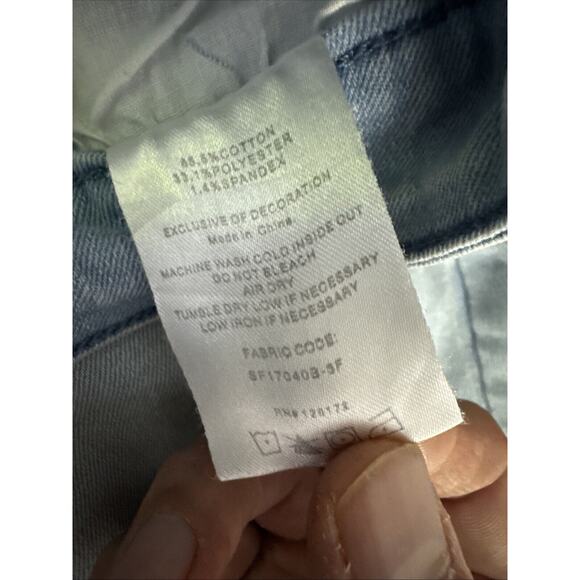 65.5%COTTON
33.1%POLYESTER
1.4%SPANDEX
EXCLUSIVE OF DECORATION
Made in China
MACHINE WASH COLD INSIDE OUT
DO NOT BLEACH
AIR DRY
TUMBLE DRY LOW IF NECESSARY
LOW IRON IF NECESSARY
FABRIC CODE:
SF17040B-9F
RN# 128172